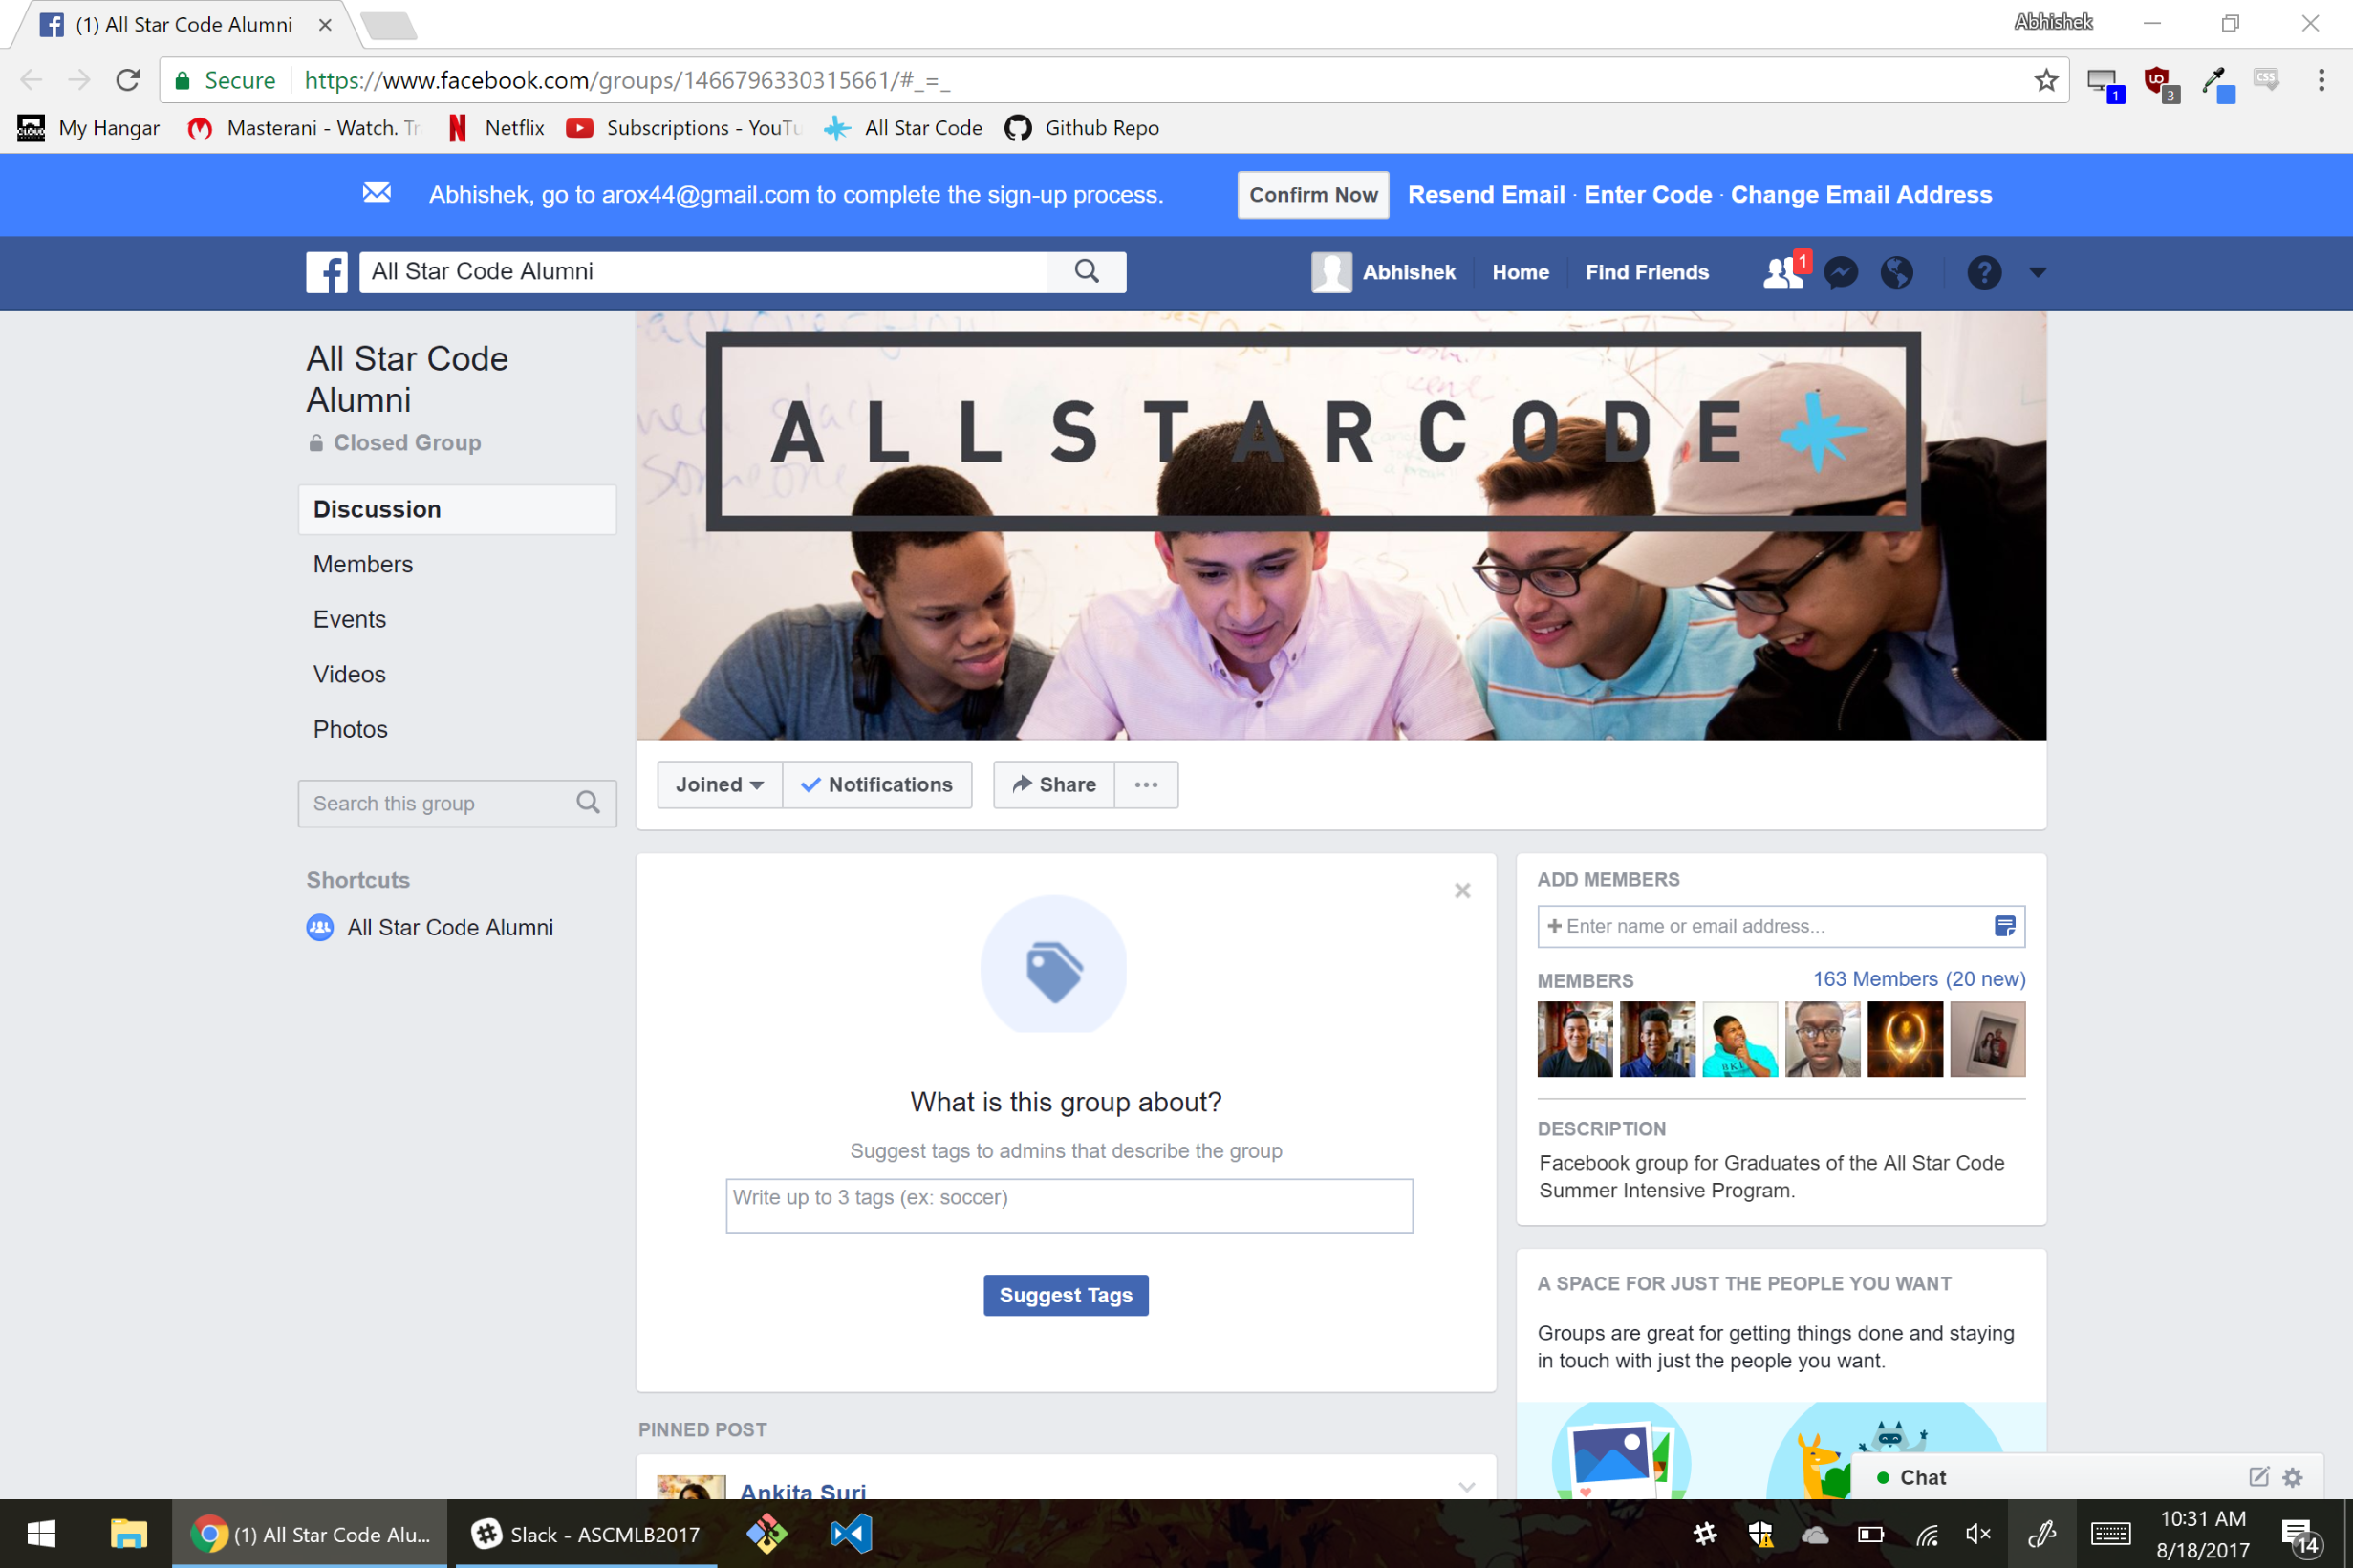 (1) All Star Code Alumni
Abhishek
Secure https://www.facebook.com/groups/1466796330315661/#_=_
1
3
CSS
My Hangar Masterani - Watch. Netflix Subscriptions - All Star Code Github Repo
Abhishek, go to arox44@gmail.com to complete the sign-up process. Confirm Now Resend Email · Enter Code · Change Email Address
All Star Code Alumni
Abhishek Home Find Friends 1
ALLSTARCODE
All Star Code
Alumni
Closed Group
Discussion
Members
Events
Videos
Photos
Search this group
Shortcuts
All Star Code Alumni
Joined Notifications Share ...
What is this group about?
Suggest tags to admins that describe the group
Write up to 3 tags (ex: soccer)
Suggest Tags
PINNED POST
Ankita Suri
ADD MEMBERS
+ Enter name or email address...
MEMBERS 163 Members (20 new)
DESCRIPTION
Facebook group for Graduates of the All Star Code
Summer Intensive Program.
A SPACE FOR JUST THE PEOPLE YOU WANT
Groups are great for getting things done and staying
in touch with just the people you want.
Chat
(1) All Star Code Alu...
Slack - ASCMLB2017
10:31 AM
8/18/2017
14